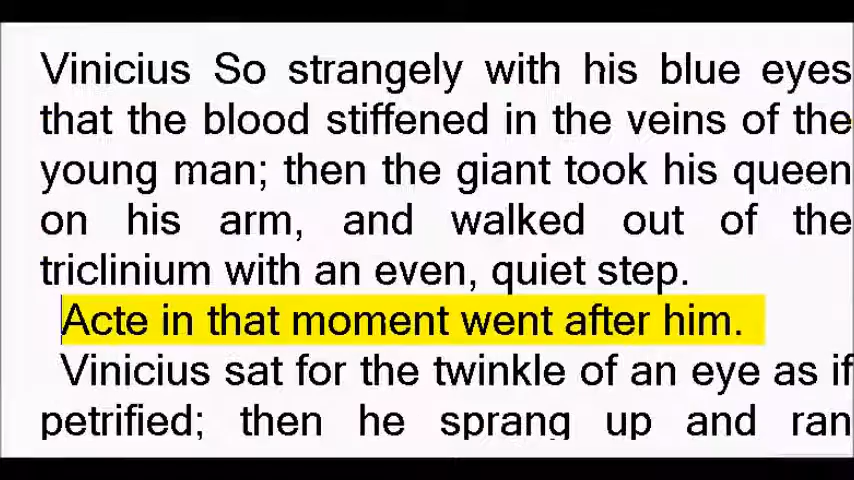 Vinicius So strangely with his blue eyes
that the blood stiffened in the veins of the
young man; then the giant took his queen
on his arm, and walked out of the
triclinium with an even, quiet step.
Acte in that moment went after him.
Vinicius sat for the twinkle of an eye as if
petrified; then he sprang up and ran